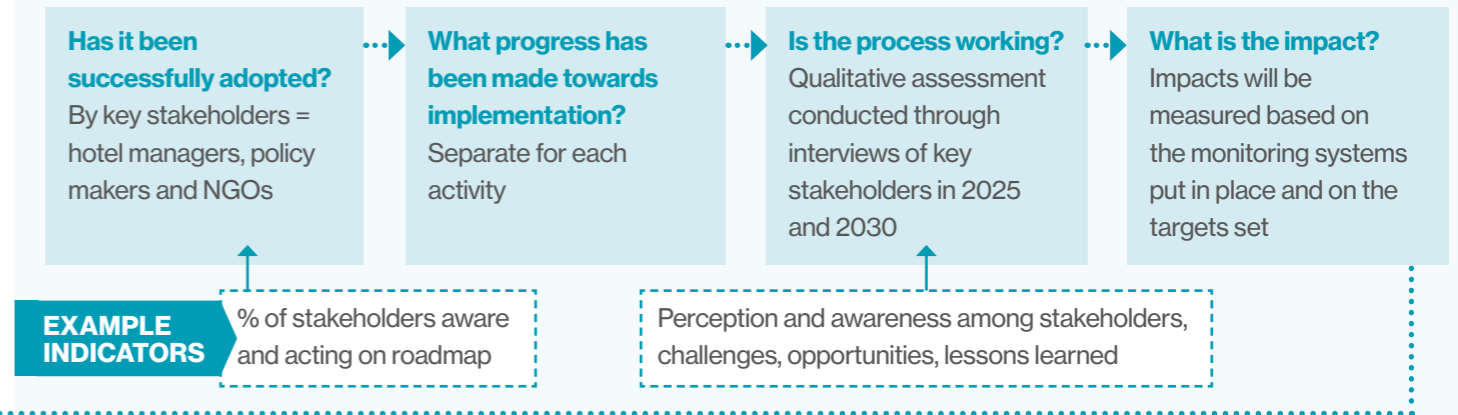 Has it been
successfully adopted?
By key stakeholders =
hotel managers, policy
makers and NGOs
What progress has
been made towards
implementation?
Separate for each
activity
Is the process working?
Qualitative assessment
conducted through
interviews of key
stakeholders in 2025
and 2030
What is the impact?
Impacts will be
measured based on
the monitoring systems
put in place and on the
targets set
EXAMPLE
INDICATORS
% of stakeholders aware
and acting on roadmap
Perception and awareness among stakeholders,
challenges, opportunities, lessons learned